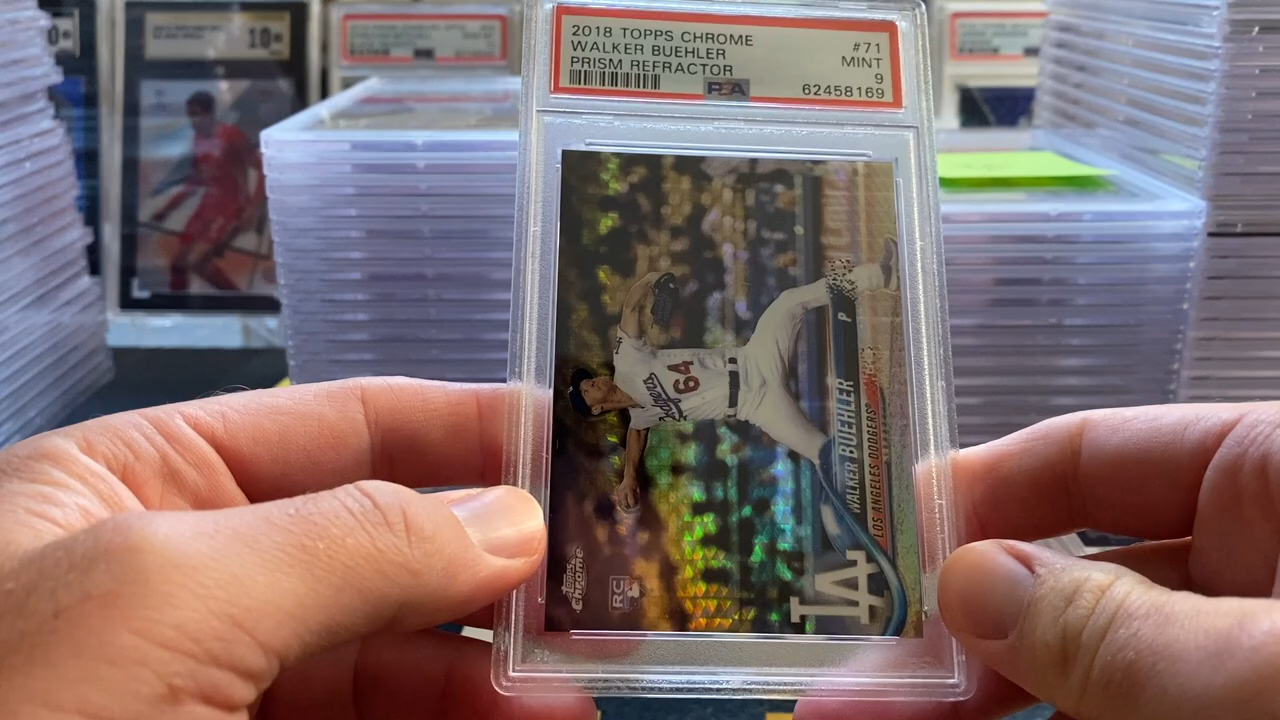 2018 TOPPS CHROME #71
WALKER BUEHLER MINT
PRISM REFRACTOR 9
PSA 62458169
Dodgers
64
WALKER BUEHLER P
LOS ANGELES DODGERS
LA
Topps
Chrome
RC
10